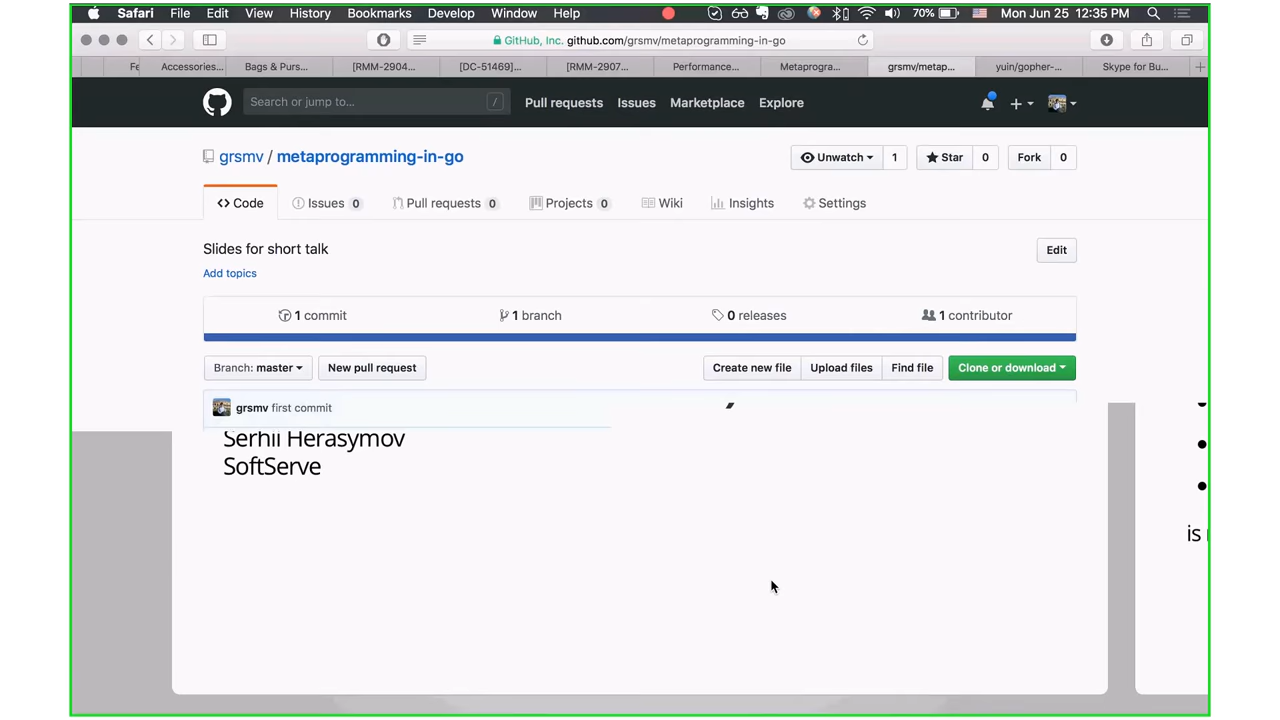 Safari File Edit View History Bookmarks Develop Window Help 70% Mon Jun 25 12:35 PM
GitHub, Inc. github.com/grsmv/metaprogramming-in-go
Fe Accessories... Bags & Purs... [RMM-2904... [DC-51469]... [RMM-2907... Performance... Metaprogra... grsmv/metap... yuin/gopher-... Skype for Bu... +
Search or jump to... / Pull requests Issues Marketplace Explore +
grsmv / metaprogramming-in-go Unwatch 1 Star 0 Fork 0
<> Code Issues 0 Pull requests 0 Projects 0 Wiki Insights Settings
Slides for short talk Edit
Add topics
1 commit 1 branch 0 releases 1 contributor
Branch: master New pull request Create new file Upload files Find file Clone or download
grsmv first commit
Serhii Herasymov
SoftServe
is